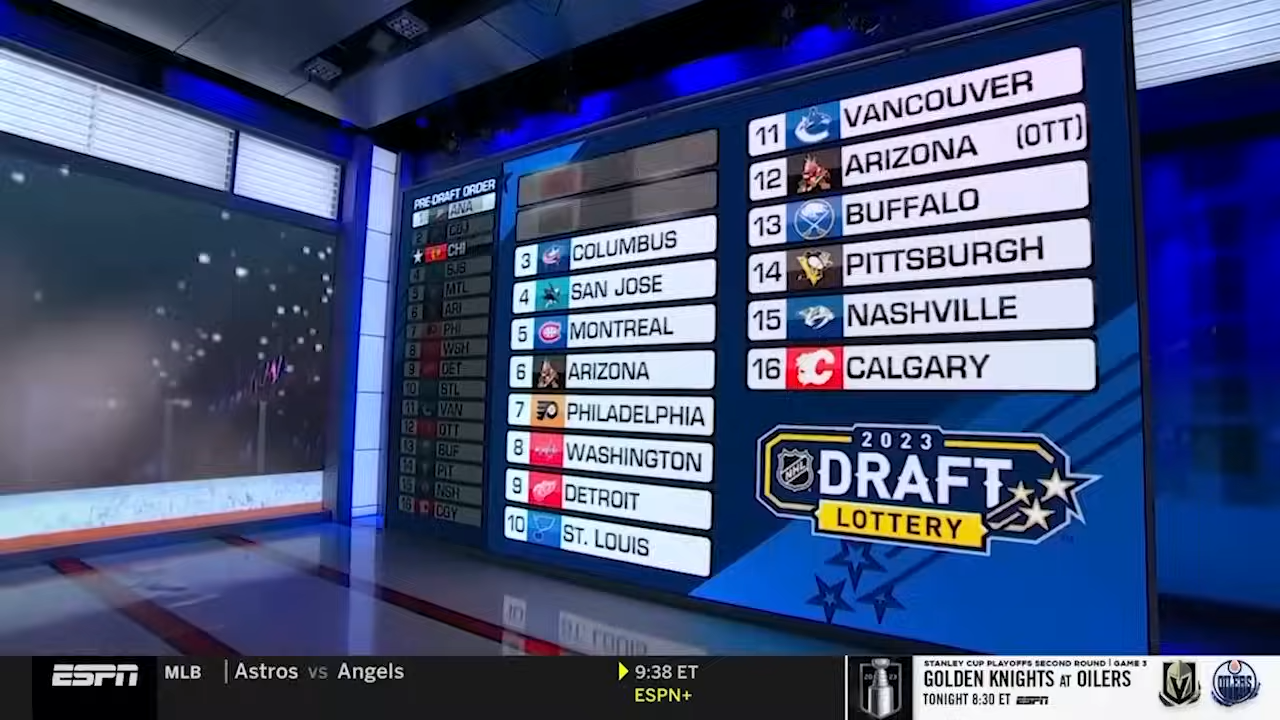 PRE-DRAFT ORDER
1 ANA
2 CBJ
CHI
4 SJS
5 MTL
6 ARI
7 PHI
8 WSH
9 DET
10 STL
11 VAN
12 OTT
13 BUF
14 PIT
15 NSH
16 CGY
3 COLUMBUS
4 SAN JOSE
5 MONTREAL
6 ARIZONA
7 PHILADELPHIA
8 WASHINGTON
9 DETROIT
10 ST. LOUIS
11 VANCOUVER
12 ARIZONA (OTT)
13 BUFFALO
14 PITTSBURGH
15 NASHVILLE
16 CALGARY
2023
NHL DRAFT
LOTTERY
ESPN MLB | Astros vs Angels
9:38 ET
ESPN+
STANLEY CUP PLAYOFFS SECOND ROUND | GAME 3
GOLDEN KNIGHTS AT OILERS
TONIGHT 8:30 ET ESPN
OILERS